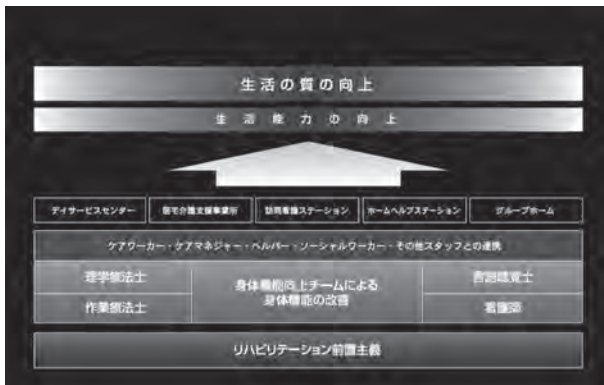 生活の質の向上
生活能力の向上
デイサービスセンター
居宅介護支援事業所
訪問看護ステーション
ホームヘルプステーション
グループホーム
ケアワーカー・ケアマネジャー・ヘルパー・ソーシャルワーカー・その他スタッフとの連携
理学療法士
身体機能向上チームによる
身体機能の改善
言語聴覚士
作業療法士
看護師
リハビリテーション前置主義